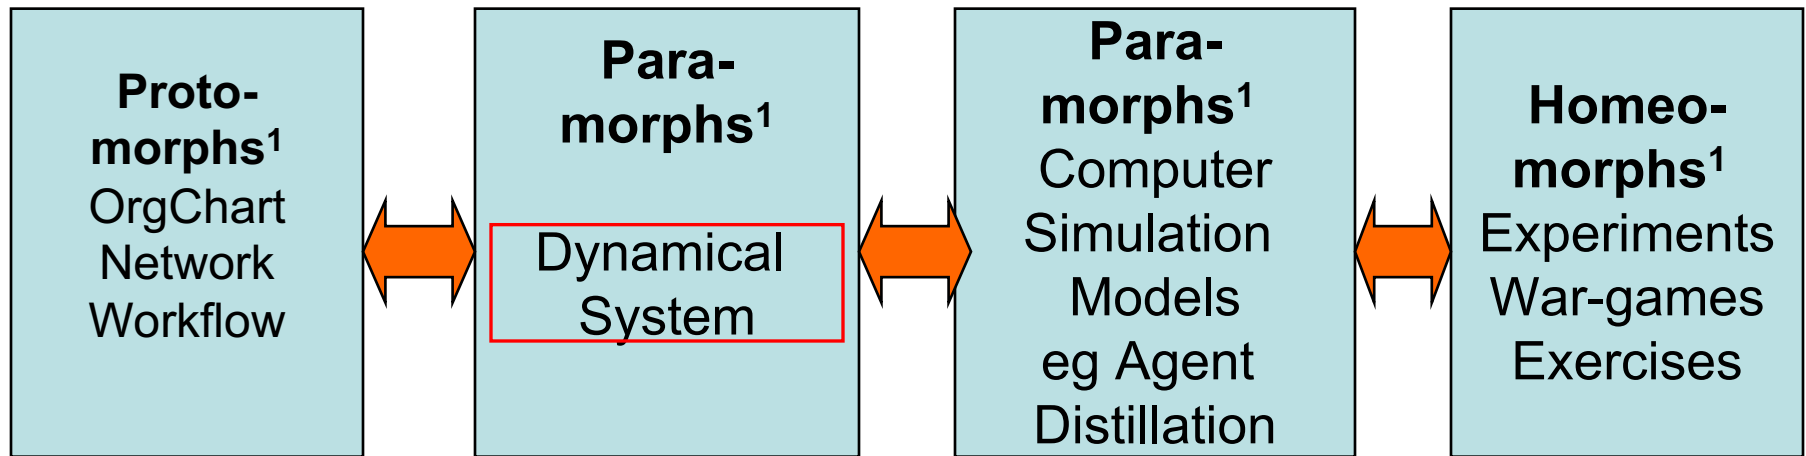 Proto-
morphs¹
OrgChart
Network
Workflow
Para-
morphs¹
Dynamical
System
Para-
morphs¹
Computer
Simulation
Models
eg Agent
Distillation
Homeo-
morphs¹
Experiments
War-games
Exercises